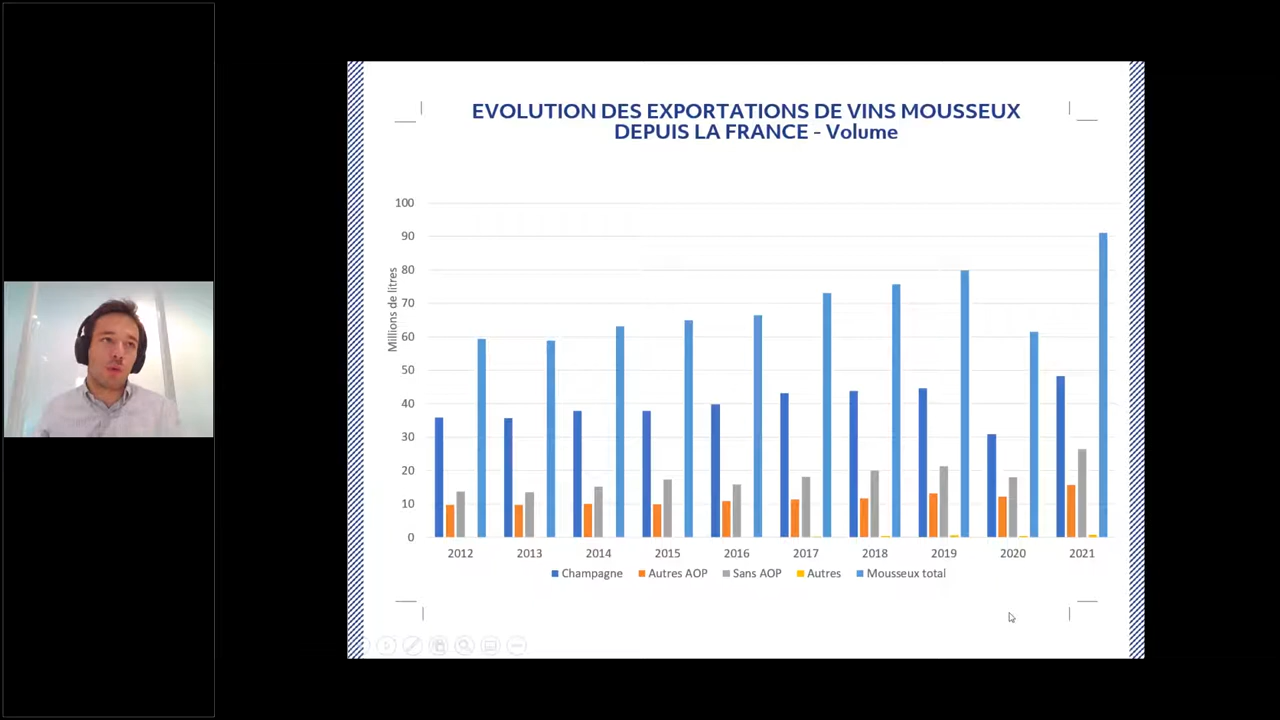 EVOLUTION DES EXPORTATIONS DE VINS MOUSSEUX
DEPUIS LA FRANCE - Volume
Millions de litres
100
90
80
70
60
50
40
30
20
10
0
2012 2013 2014 2015 2016 2017 2018 2019 2020 2021
Champagne Autres AOP Sans AOP Autres Mousseux total